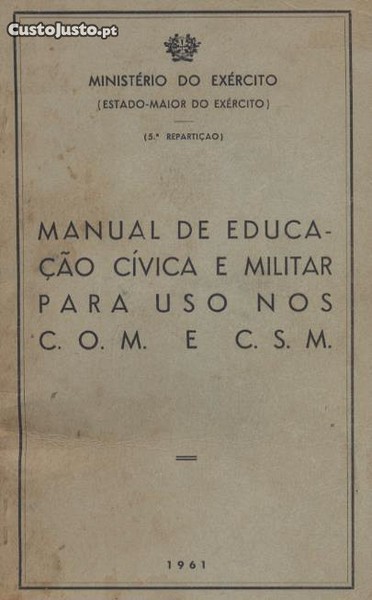 CustoJusto.pt
MINISTÉRIO DO EXÉRCITO
(ESTADO-MAIOR DO EXÉRCITO)
(5.ª REPARTIÇÃO)
MANUAL DE EDUCA-
ÇÃO CÍVICA E MILITAR
PARA USO NOS
C. O. M. E C. S. M.
1961